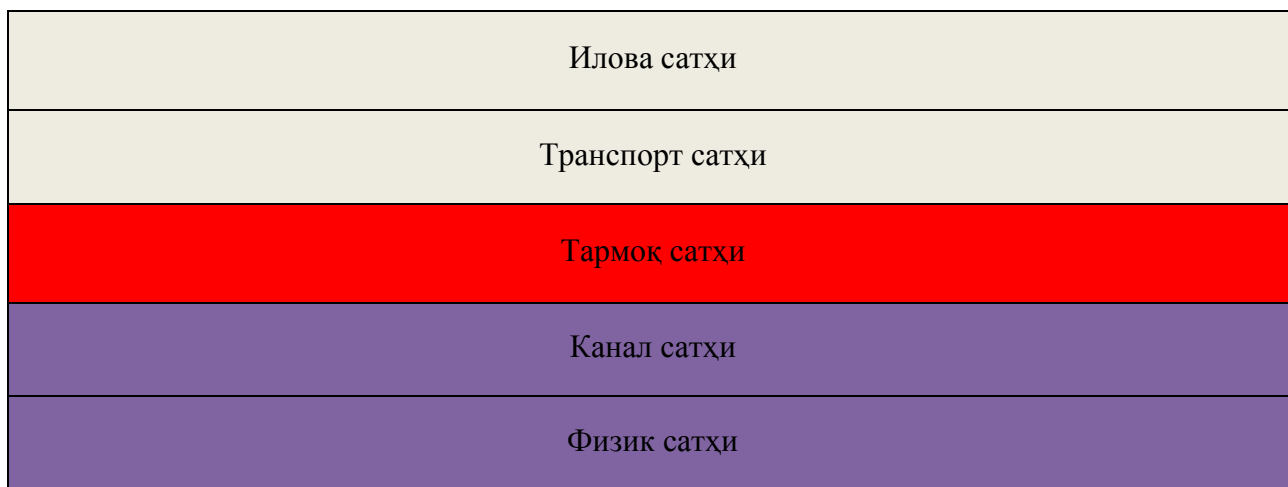 Илова сатҳи
Транспорт сатҳи
Тармоқ сатҳи
Канал сатҳи
Физик сатҳи